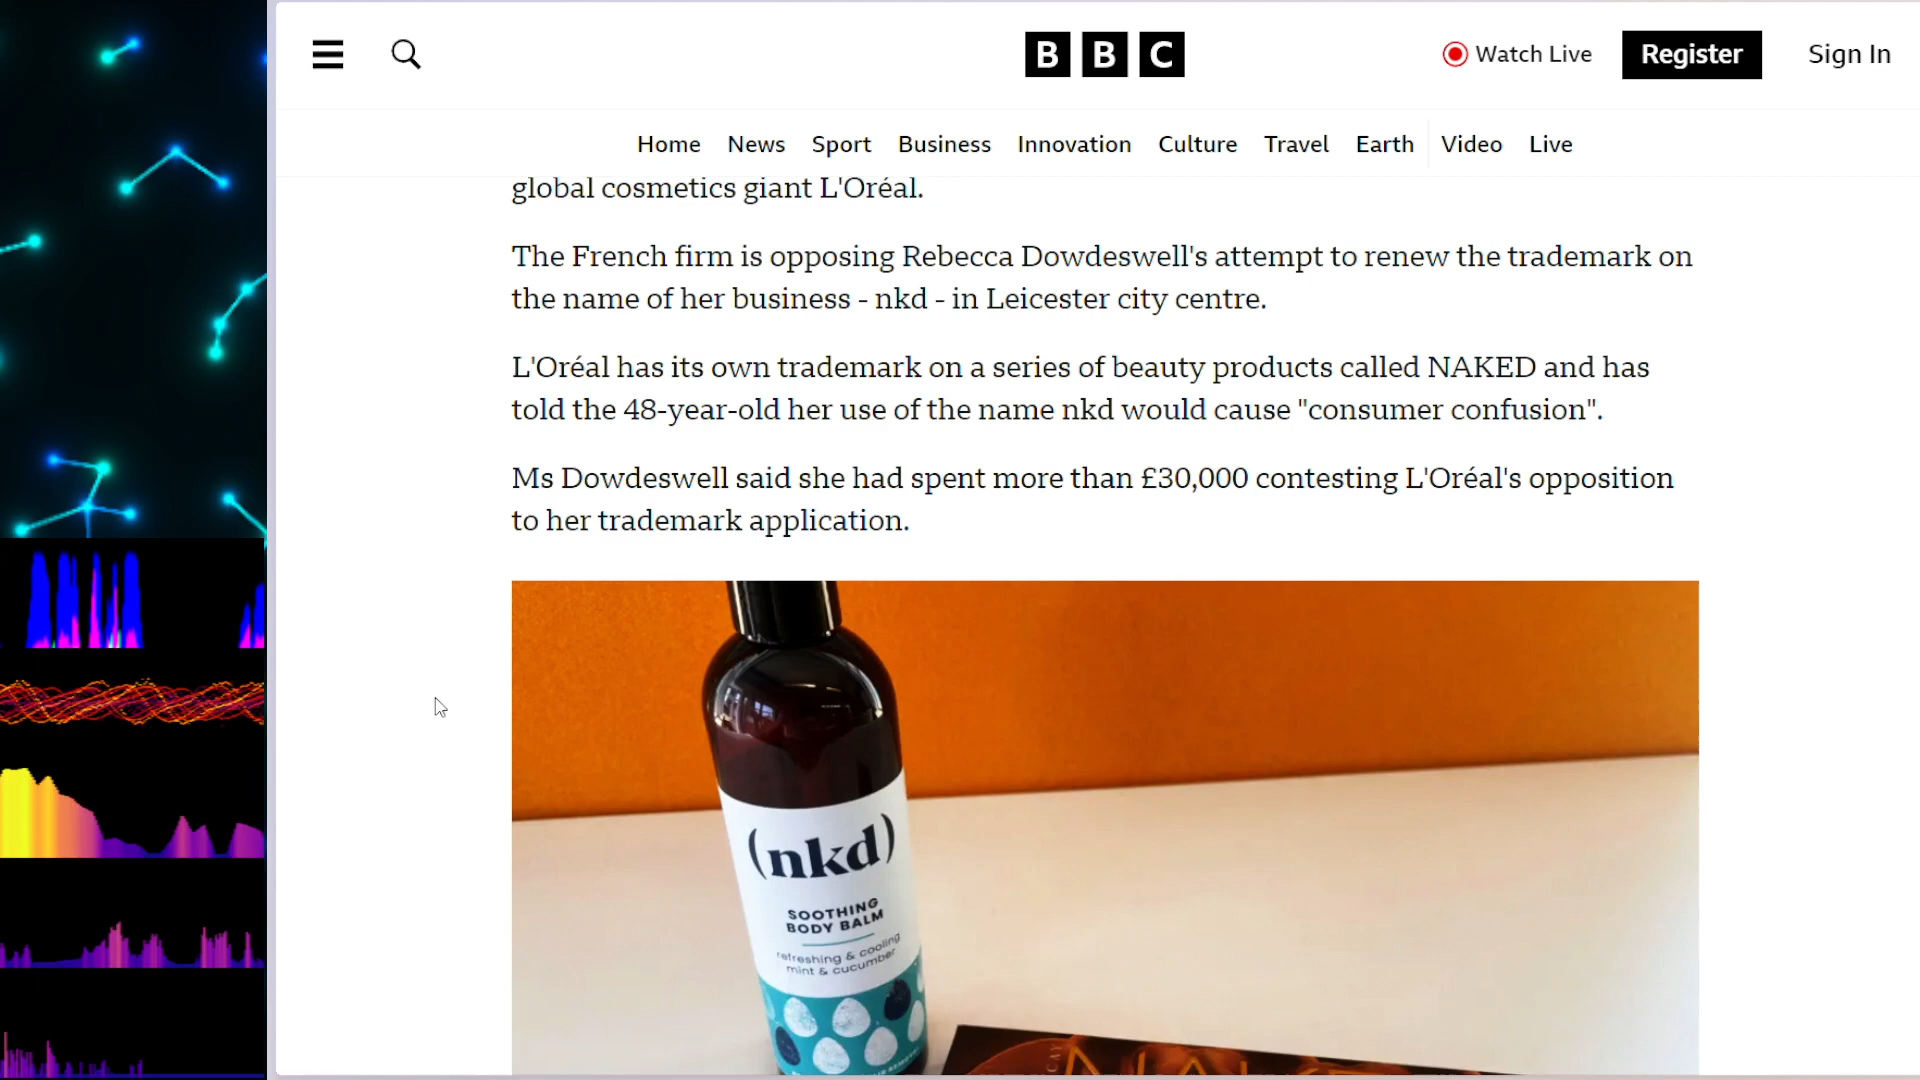 BBC
Watch Live
Register
Sign In
Home
News
Sport
Business
Innovation
Culture
Travel
Earth
Video
Live
global cosmetics giant L'Oréal.
The French firm is opposing Rebecca Dowdeswell's attempt to renew the trademark on
the name of her business - nkd - in Leicester city centre.
L'Oréal has its own trademark on a series of beauty products called NAKED and has
told the 48-year-old her use of the name nkd would cause "consumer confusion".
Ms Dowdeswell said she had spent more than £30,000 contesting L'Oréal's opposition
to her trademark application.
(nkd)
SOOTHING
BODY BALM
refreshing & cooling
mint & cucumber